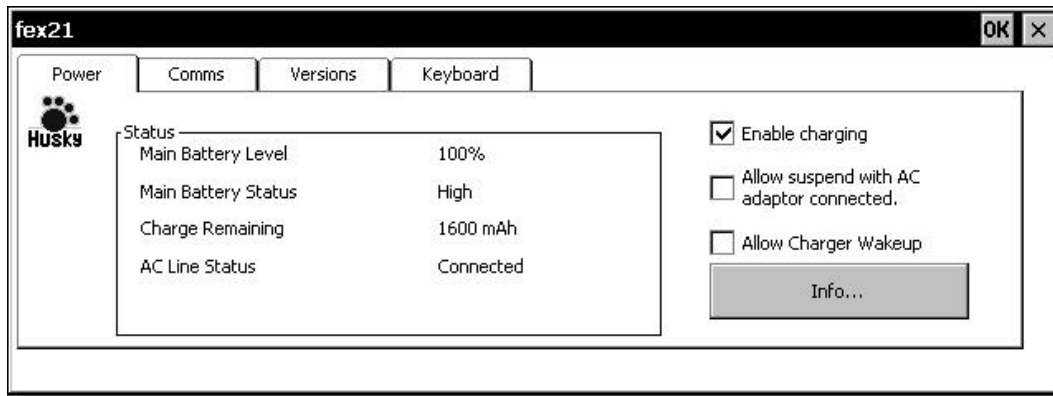 fex21 OK
Power Comms Versions Keyboard
Husky
Status
Main Battery Level 100%
Main Battery Status High
Charge Remaining 1600 mAh
AC Line Status Connected
Enable charging
Allow suspend with AC
adaptor connected.
Allow Charger Wakeup
Info...